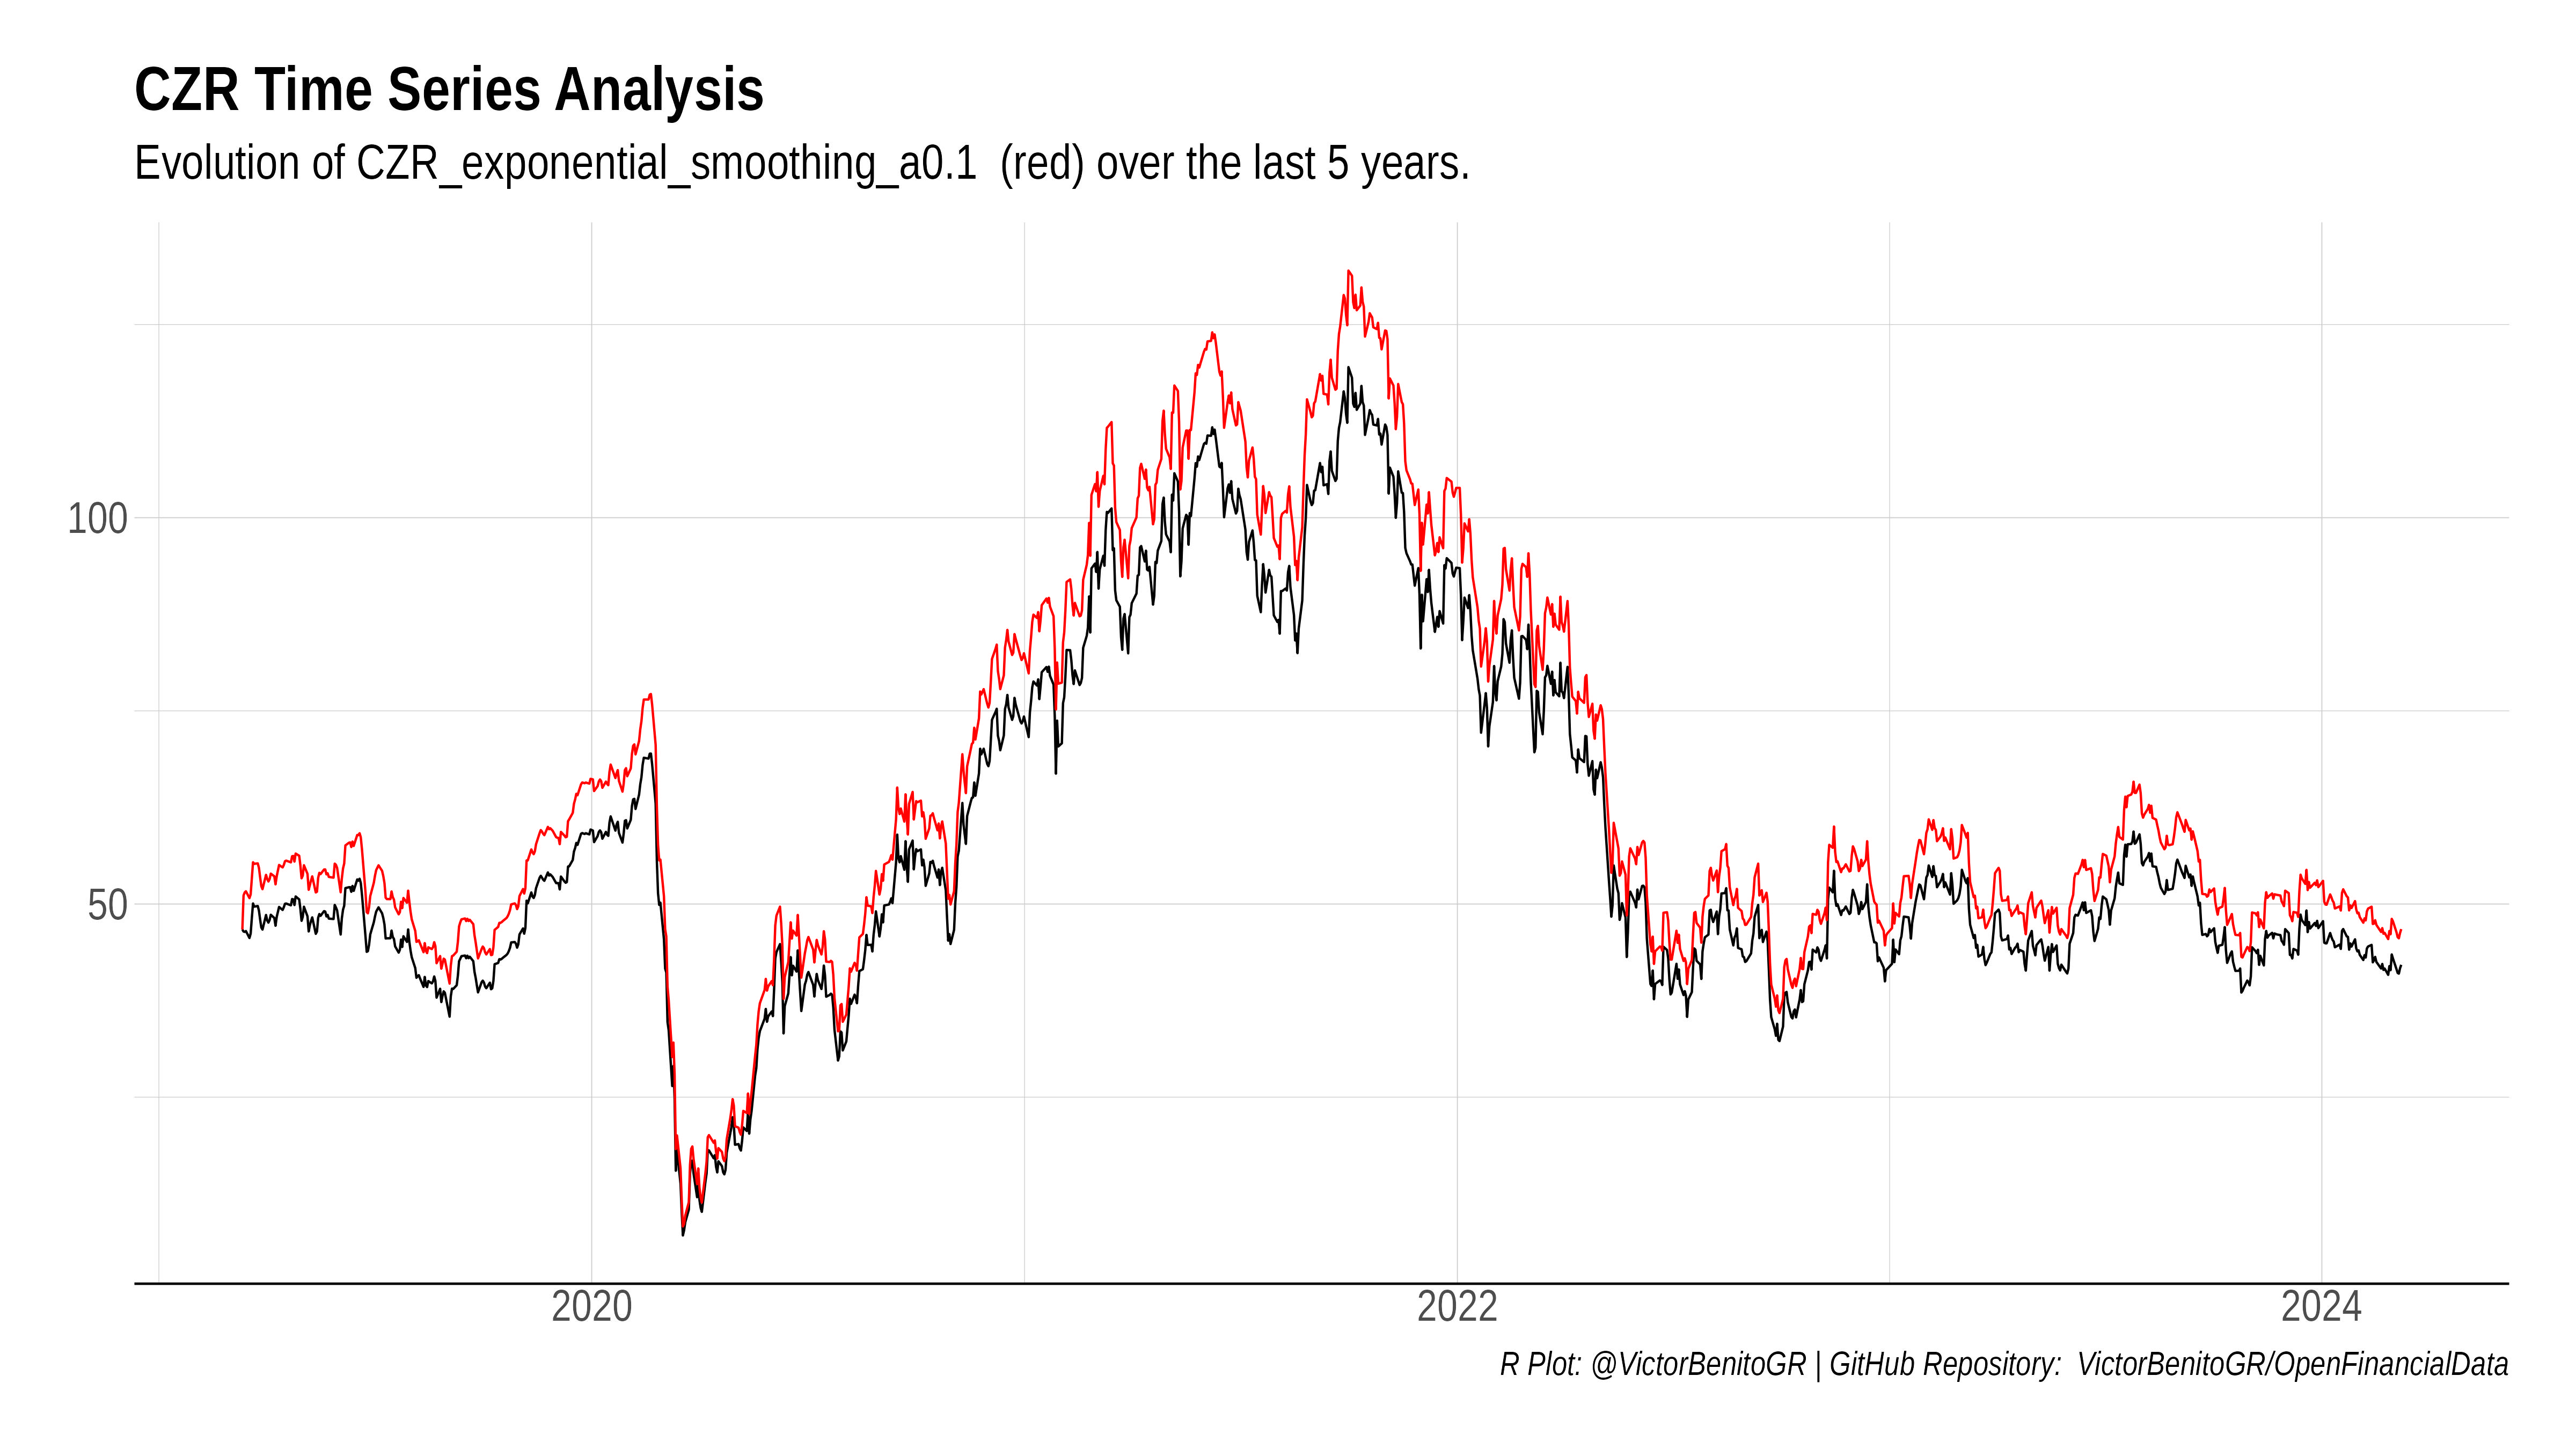 CZR Time Series Analysis
Evolution of CZR_exponential_smoothing_a0.1  (red) over the last 5 years.
100
50
2020 2022 2024
R Plot: @VictorBenitoGR | GitHub Repository:  VictorBenitoGR/OpenFinancialData